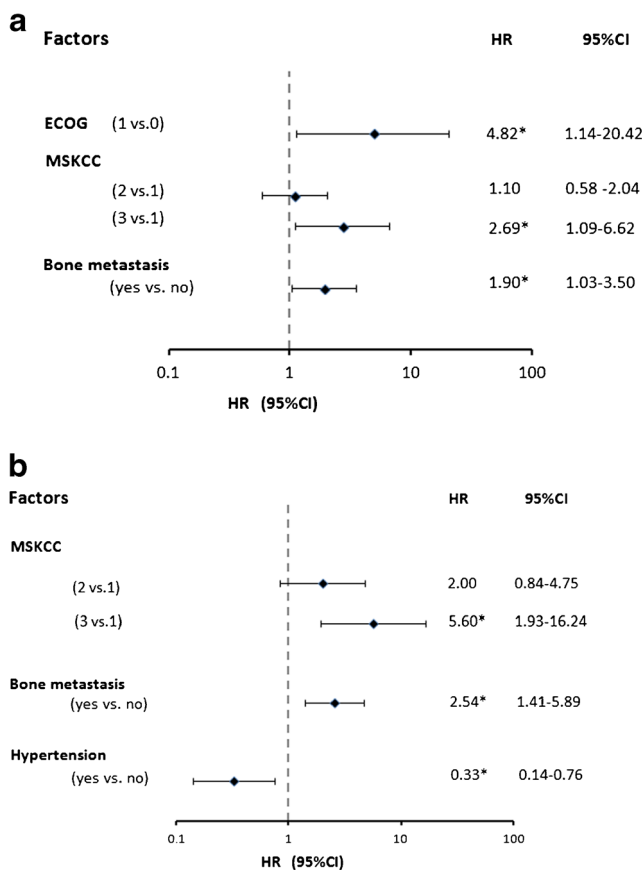 a
Factors HR 95%CI
ECOG (1 vs.0) 4.82* 1.14-20.42
MSKCC
(2 vs.1) 1.10 0.58 -2.04
(3 vs.1) 2.69* 1.09-6.62
Bone metastasis
(yes vs. no) 1.90* 1.03-3.50
0.1 1 10 100
HR (95%CI)
b
Factors HR 95%CI
MSKCC
(2 vs.1) 2.00 0.84-4.75
(3 vs.1) 5.60* 1.93-16.24
Bone metastasis
(yes vs. no) 2.54* 1.41-5.89
Hypertension
(yes vs. no) 0.33* 0.14-0.76
0.1 1 10 100
HR (95%CI)